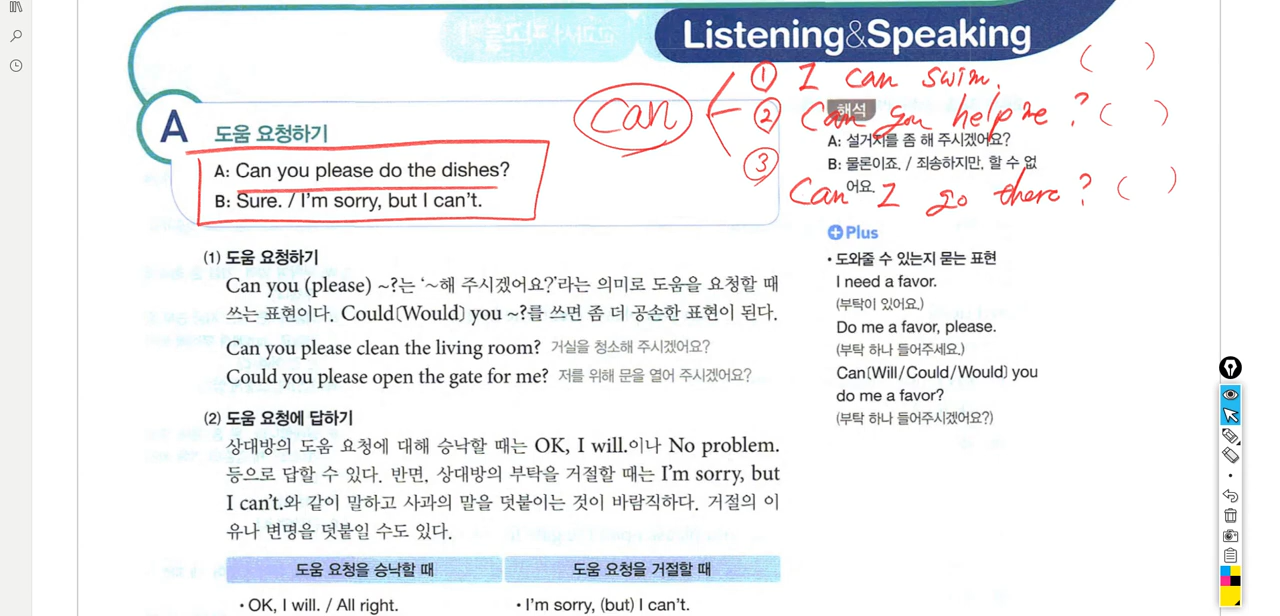 Listening&Speaking
can
① I can swim. ( )
② Can you help me? ( )
③ Can I go there? ( )
A
도움 요청하기
A: Can you please do the dishes?
B: Sure. / I'm sorry, but I can't.
해석
A: 설거지를 좀 해 주시겠어요?
B: 물론이죠. / 죄송하지만, 할 수 없
어요.
(1) 도움 요청하기
Can you (please) ~?는 '~해 주시겠어요?'라는 의미로 도움을 요청할 때
쓰는 표현이다. Could(Would) you ~?를 쓰면 좀 더 공손한 표현이 된다.
Can you please clean the living room? 거실을 청소해 주시겠어요?
Could you please open the gate for me? 저를 위해 문을 열어 주시겠어요?
(2) 도움 요청에 답하기
상대방의 도움 요청에 대해 승낙할 때는 OK, I will.이나 No problem.
등으로 답할 수 있다. 반면, 상대방의 부탁을 거절할 때는 I'm sorry, but
I can't.와 같이 말하고 사과의 말을 덧붙이는 것이 바람직하다. 거절의 이
유나 변명을 덧붙일 수도 있다.
도움 요청을 승낙할 때 도움 요청을 거절할 때
• OK, I will. / All right. • I'm sorry, (but) I can't.
Plus
• 도와줄 수 있는지 묻는 표현
I need a favor.
(부탁이 있어요.)
Do me a favor, please.
(부탁 하나 들어주세요.)
Can(Will/Could/Would) you
do me a favor?
(부탁 하나 들어주시겠어요?)